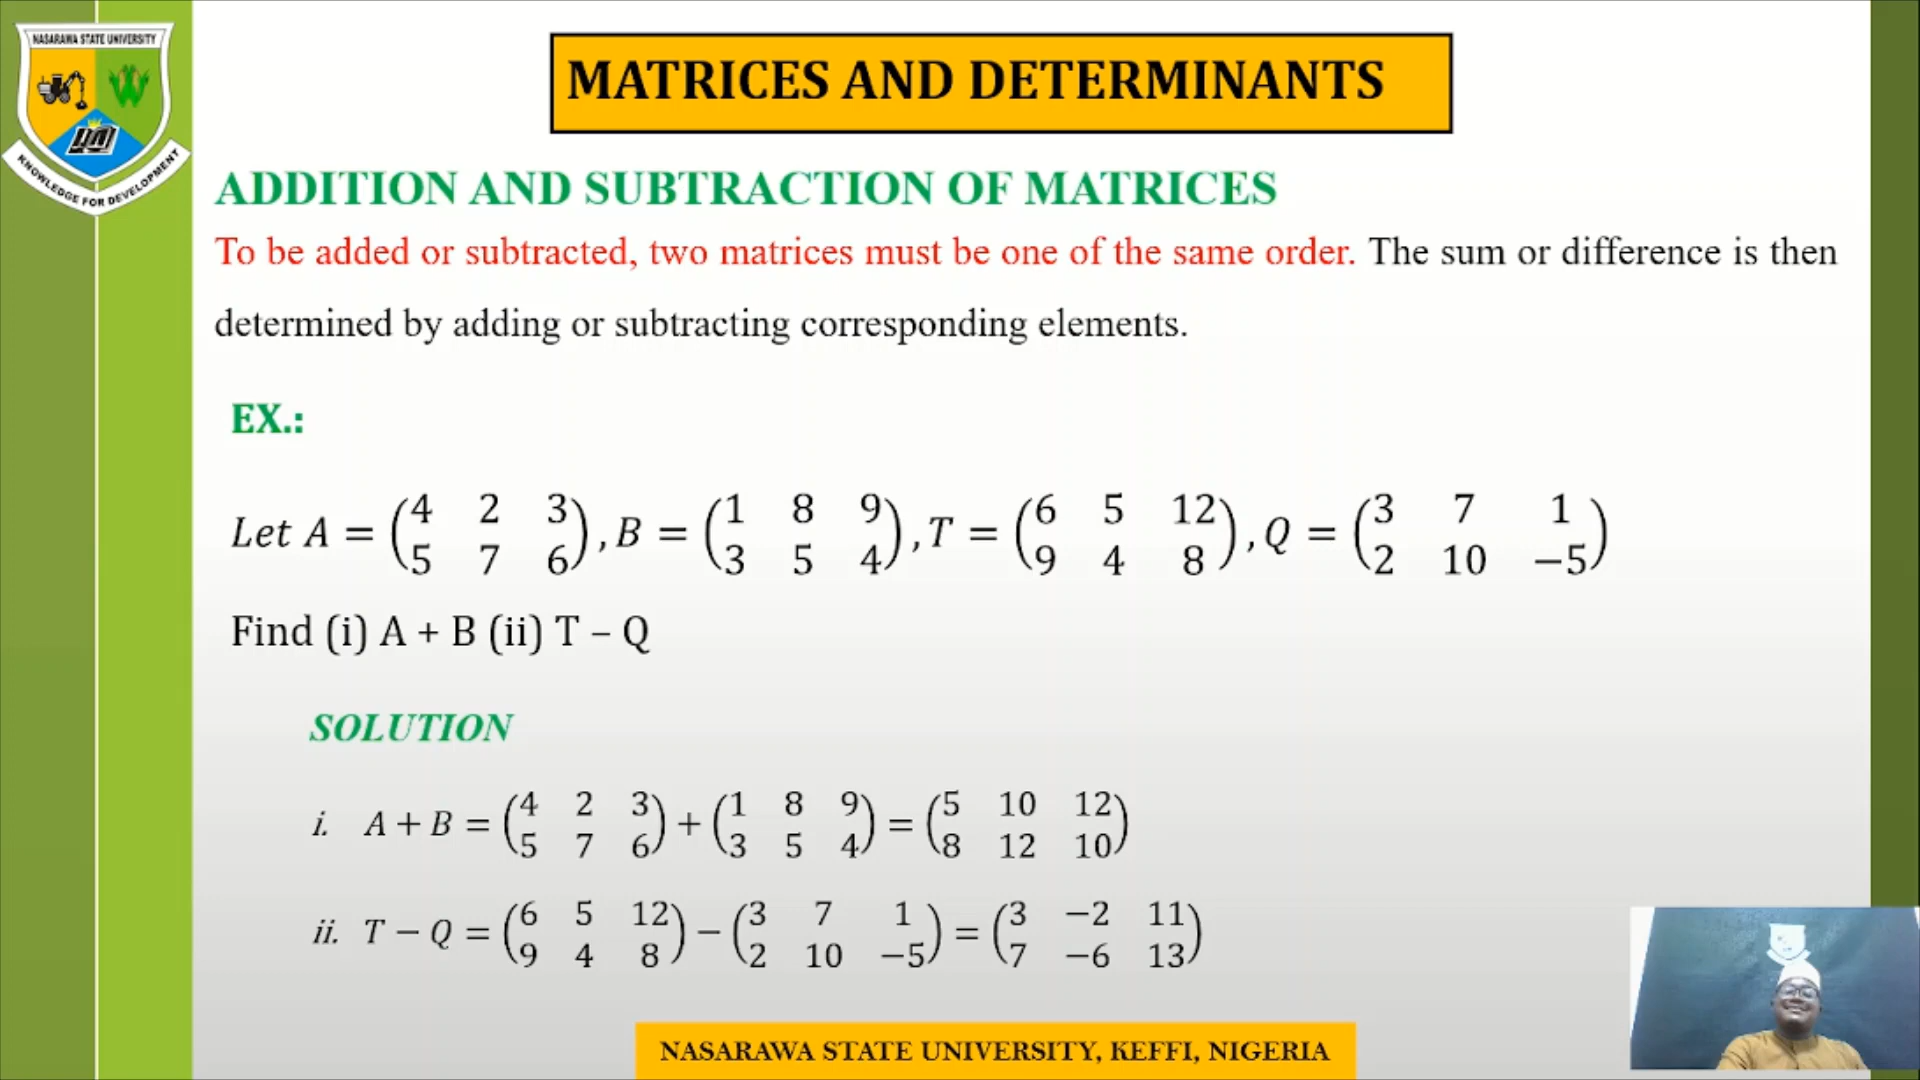 NASARAWA STATE UNIVERSITY
KNOWLEDGE FOR DEVELOPMENT
MATRICES AND DETERMINANTS
ADDITION AND SUBTRACTION OF MATRICES
To be added or subtracted, two matrices must be one of the same order. The sum or difference is then
determined by adding or subtracting corresponding elements.
EX.:
Let A = (4 2 3
5 7 6), B = (1 8 9
3 5 4), T = (6 5 12
9 4 8), Q = (3 7 1
2 10 −5)
Find (i) A + B (ii) T – Q
SOLUTION
i. A + B = (4 2 3
5 7 6) + (1 8 9
3 5 4) = (5 10 12
8 12 10)
ii. T − Q = (6 5 12
9 4 8) − (3 7 1
2 10 −5) = (3 −2 11
7 −6 13)
NASARAWA STATE UNIVERSITY, KEFFI, NIGERIA